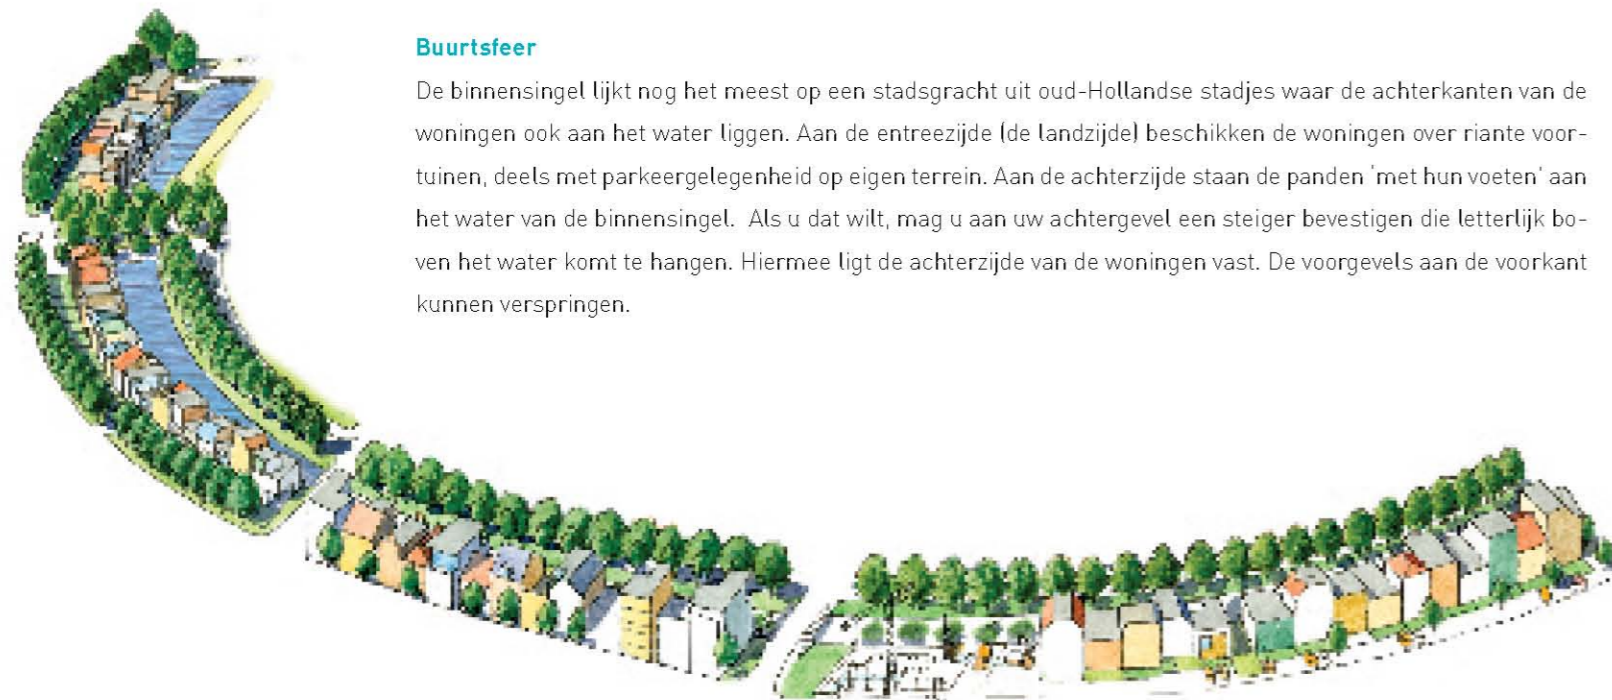 Buurtsfeer
De binnensingel lijkt nog het meest op een stadsgracht uit oud-Hollandse stadjes waar de achterkanten van de
woningen ook aan het water liggen. Aan de entreezijde (de landzijde) beschikken de woningen over riante voor-
tuinen, deels met parkeergelegenheid op eigen terrein. Aan de achterzijde staan de panden 'met hun voeten' aan
het water van de binnensingel. Als u dat wilt, mag u aan uw achtergevel een steiger bevestigen die letterlijk bo-
ven het water komt te hangen. Hiermee ligt de achterzijde van de woningen vast. De voorgevels aan de voorkant
kunnen verspringen.